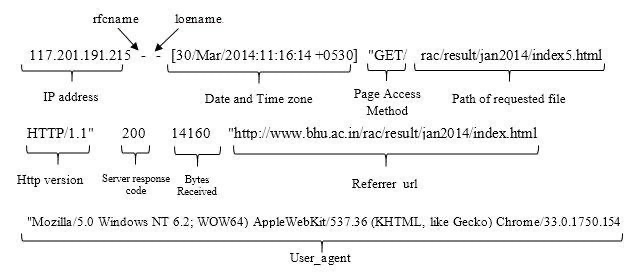 rfcname logname
117.201.191.215 - - [30/Mar/2014:11:16:14 +0530] "GET/ rac/result/jan2014/index5.html
IP address Date and Time zone Page Access Method Path of requested file
HTTP/1.1" 200 14160 "http://www.bhu.ac.in/rac/result/jan2014/index.html
Http version Server response code Bytes Received Referrer url
"Mozilla/5.0 Windows NT 6.2; WOW64) AppleWebKit/537.36 (KHTML, like Gecko) Chrome/33.0.1750.154
User_agent